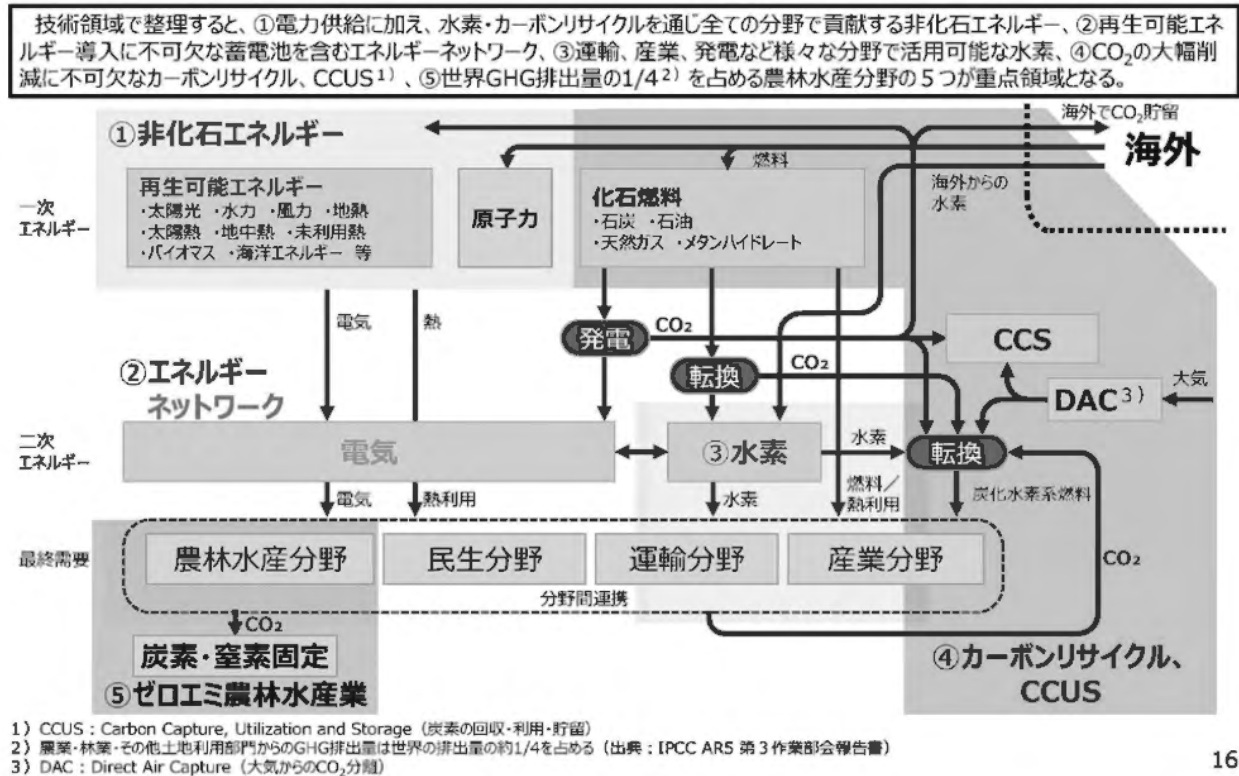 技術領域で整理すると、①電力供給に加え、水素・カーボンリサイクルを通じ全ての分野で貢献する非化石エネルギー、②再生可能エネ
ルギー導入に不可欠な蓄電池を含むエネルギーネットワーク、③運輸、産業、発電など様々な分野で活用可能な水素、④CO₂の大幅削
減に不可欠なカーボンリサイクル、CCUS¹⁾、⑤世界GHG排出量の1/4²⁾を占める農林水産分野の5つが重点領域となる。
海外でCO₂貯留
①非化石エネルギー
海外
燃料
海外からの
水素
一次
エネルギー
再生可能エネルギー
・太陽光 ・水力 ・風力 ・地熱
・太陽熱 ・地中熱 ・未利用熱
・バイオマス ・海洋エネルギー 等
原子力
化石燃料
・石炭 ・石油
・天然ガス ・メタンハイドレート
電気
熱
発電
CO₂
CCS
転換
CO₂
大気
DAC³⁾
②エネルギー
ネットワーク
二次
エネルギー
電気
③水素
水素
転換
電気
熱利用
水素
燃料/
熱利用
炭化水素系燃料
最終需要
農林水産分野
民生分野
運輸分野
産業分野
CO₂
分野間連携
CO₂
炭素・窒素固定
⑤ゼロエミ農林水産業
④カーボンリサイクル、
CCUS
1)CCUS:Carbon Capture, Utilization and Storage(炭素の回収・利用・貯留)
2)農業・林業・その他土地利用部門からのGHG排出量は世界の排出量の約1/4を占める(出典:IPCC AR5 第3作業部会報告書)
3)DAC:Direct Air Capture(大気からのCO₂分離)
16